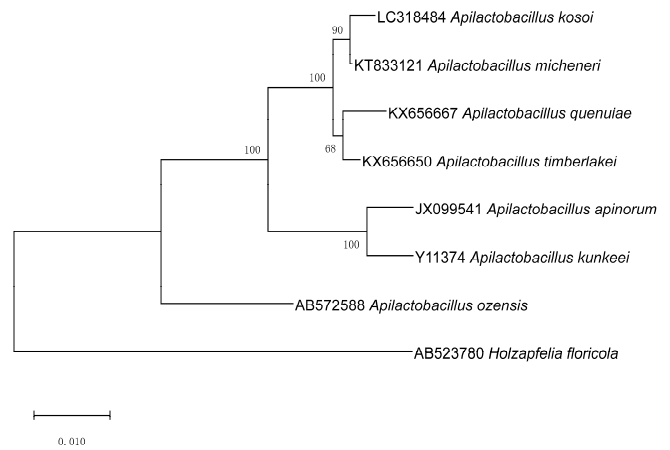 LC318484 Apilactobacillus kosoi
90
KT833121 Apilactobacillus micheneri
100
KX656667 Apilactobacillus quenuiae
68
KX656650 Apilactobacillus timberlakei
100
JX099541 Apilactobacillus apinorum
100
Y11374 Apilactobacillus kunkeei
AB572588 Apilactobacillus ozensis
AB523780 Holzapfelia floricola
0.010